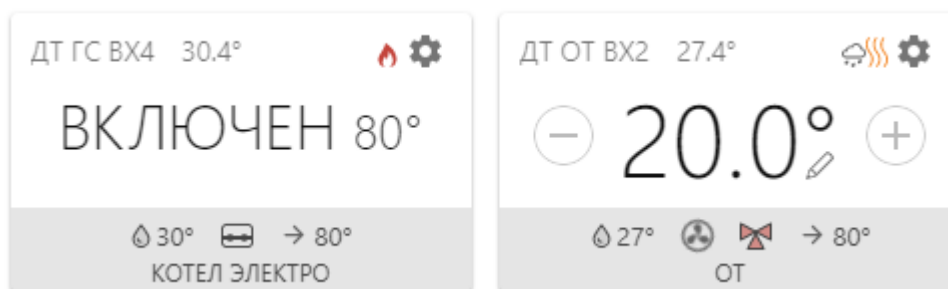 ДТ ГС ВХ4 30.4°
ВКЛЮЧЕН 80°
30° → 80°
КОТЕЛ ЭЛЕКТРО
ДТ ОТ ВХ2 27.4°
20.0°
27° → 80°
ОТ